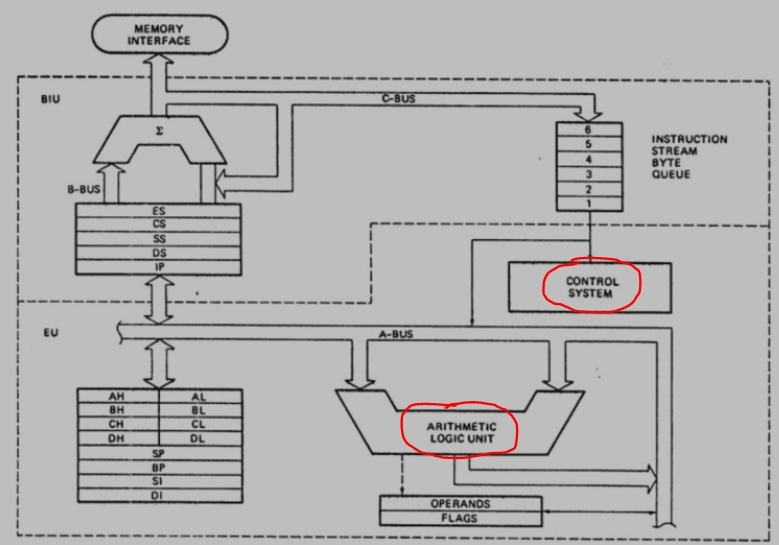 MEMORY
INTERFACE
BIU
C-BUS
Σ
6
5
4
3
2
1
INSTRUCTION
STREAM
BYTE
QUEUE
B-BUS
ES
CS
SS
DS
IP
CONTROL
SYSTEM
EU
A-BUS
AH AL
BH BL
CH CL
DH DL
SP
BP
SI
DI
ARITHMETIC
LOGIC UNIT
OPERANDS
FLAGS